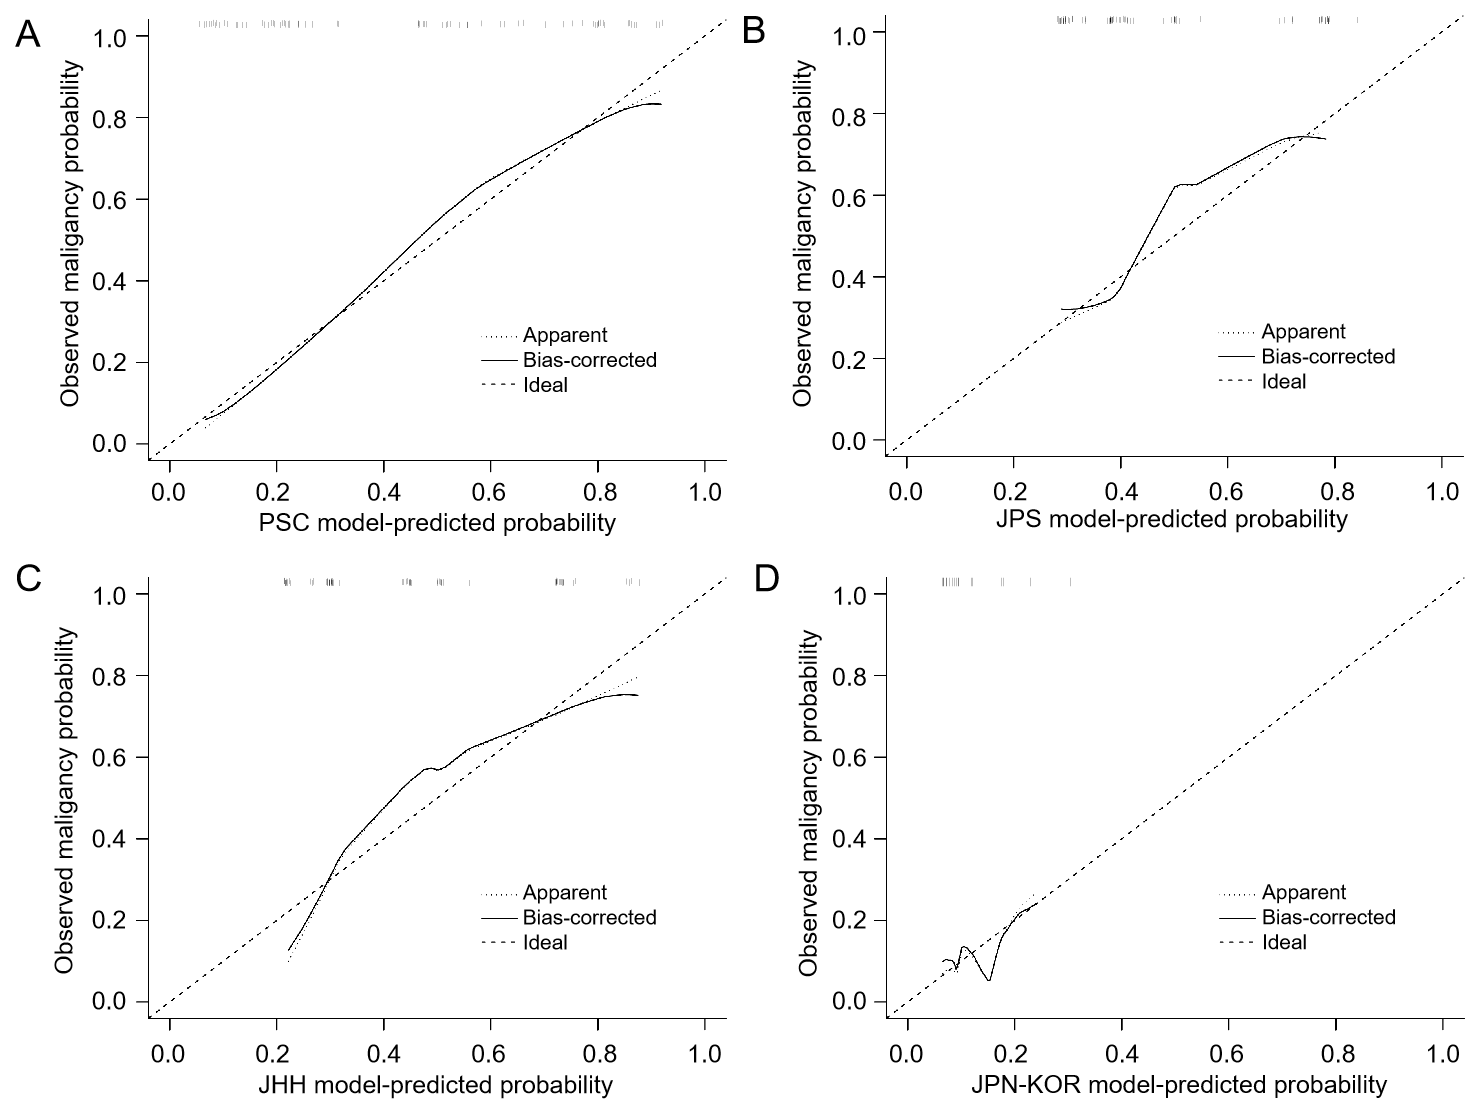 A
Observed maligancy probability
1.0
0.8
0.6
0.4
0.2
0.0
Apparent
Bias-corrected
Ideal
0.0 0.2 0.4 0.6 0.8 1.0
PSC model-predicted probability
B
Observed maligancy probability
1.0
0.8
0.6
0.4
0.2
0.0
Apparent
Bias-corrected
Ideal
0.0 0.2 0.4 0.6 0.8 1.0
JPS model-predicted probability
C
Observed maligancy probability
1.0
0.8
0.6
0.4
0.2
0.0
Apparent
Bias-corrected
Ideal
0.0 0.2 0.4 0.6 0.8 1.0
JHH model-predicted probability
D
Observed maligancy probability
1.0
0.8
0.6
0.4
0.2
0.0
Apparent
Bias-corrected
Ideal
0.0 0.2 0.4 0.6 0.8 1.0
JPN-KOR model-predicted probability